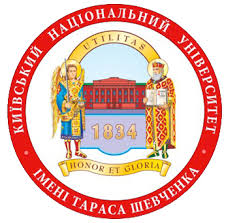 КИЇВСЬКИЙ НАЦІОНАЛЬНИЙ УНІВЕРСИТЕТ
UTILITAS
1834
HONOR ET GLORIA
ІМЕНІ ТАРАСА ШЕВЧЕНКА